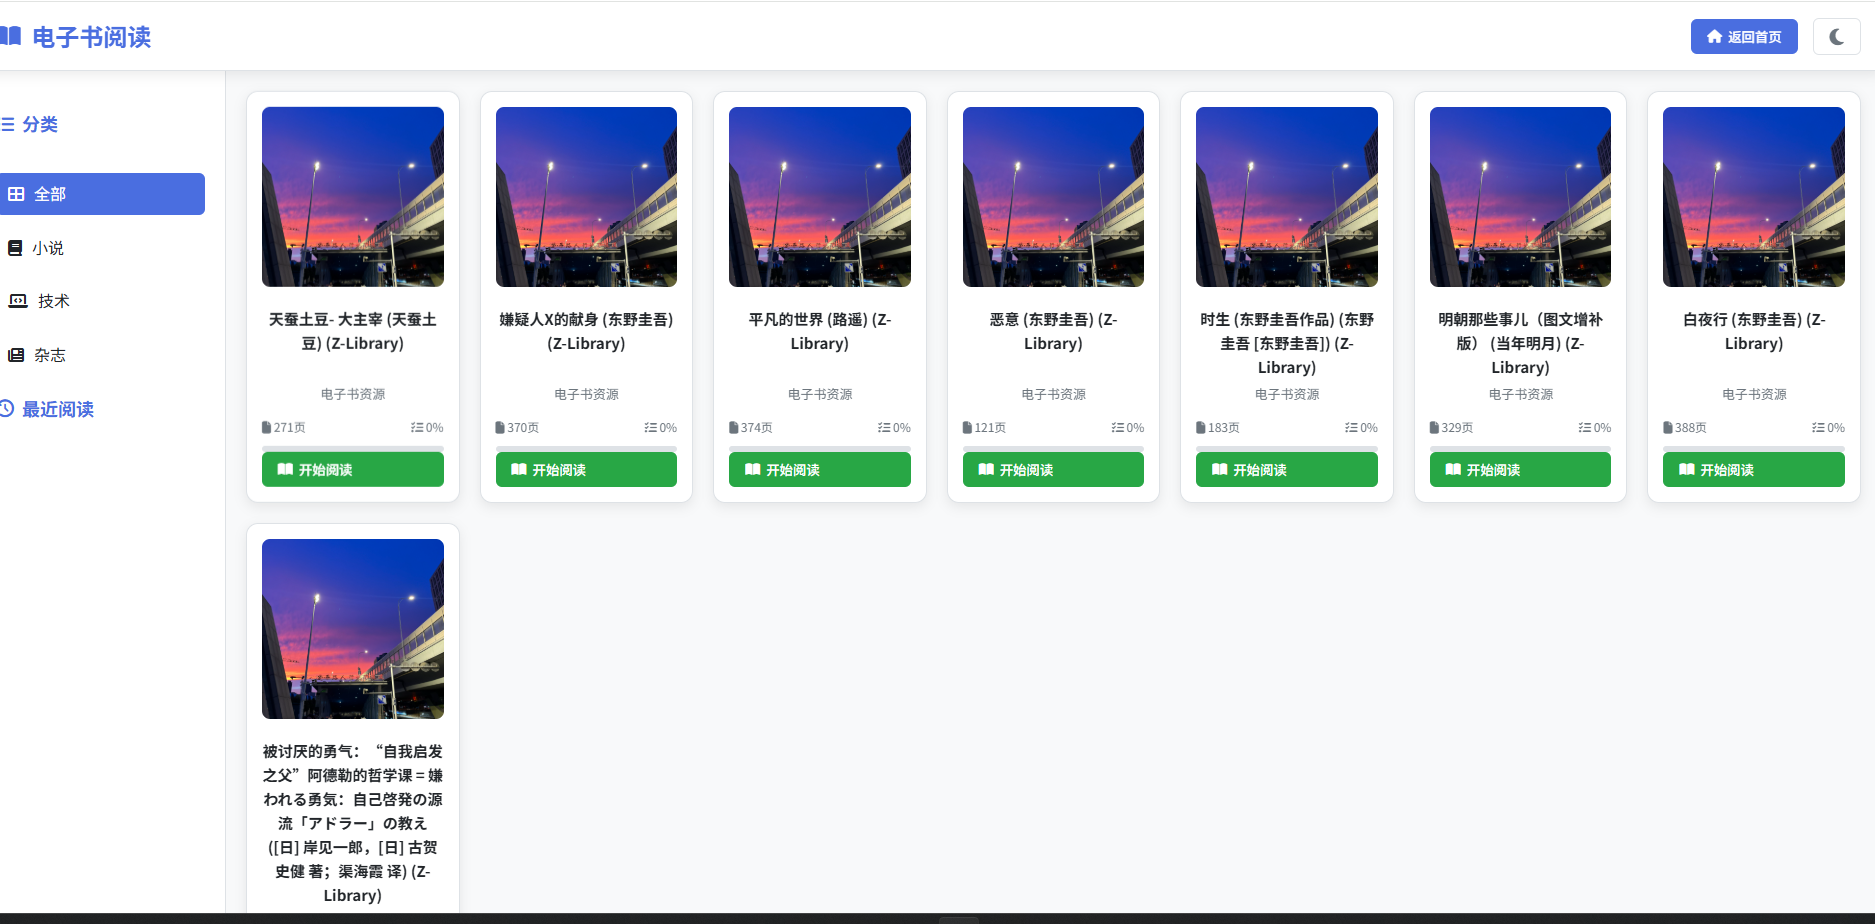 电子书阅读
返回首页
分类
全部
小说
技术
杂志
最近阅读
天蚕土豆- 大主宰 (天蚕土
豆) (Z-Library)
电子书资源
271页
0%
开始阅读
嫌疑人X的献身 (东野圭吾)
(Z-Library)
电子书资源
370页
0%
开始阅读
平凡的世界 (路遥) (Z-
Library)
电子书资源
374页
0%
开始阅读
恶意 (东野圭吾) (Z-
Library)
电子书资源
121页
0%
开始阅读
时生 (东野圭吾作品) (东野
圭吾 [东野圭吾]) (Z-
Library)
电子书资源
183页
0%
开始阅读
明朝那些事儿（图文增补
版） (当年明月) (Z-
Library)
电子书资源
329页
0%
开始阅读
白夜行 (东野圭吾) (Z-
Library)
电子书资源
388页
0%
开始阅读
被讨厌的勇气：“自我启发
之父”阿德勒的哲学课 = 嫌
われる勇気：自己啓発の源
流「アドラー」の教え
([日] 岸见一郎，[日] 古贺
史健 著；渠海霞 译) (Z-
Library)